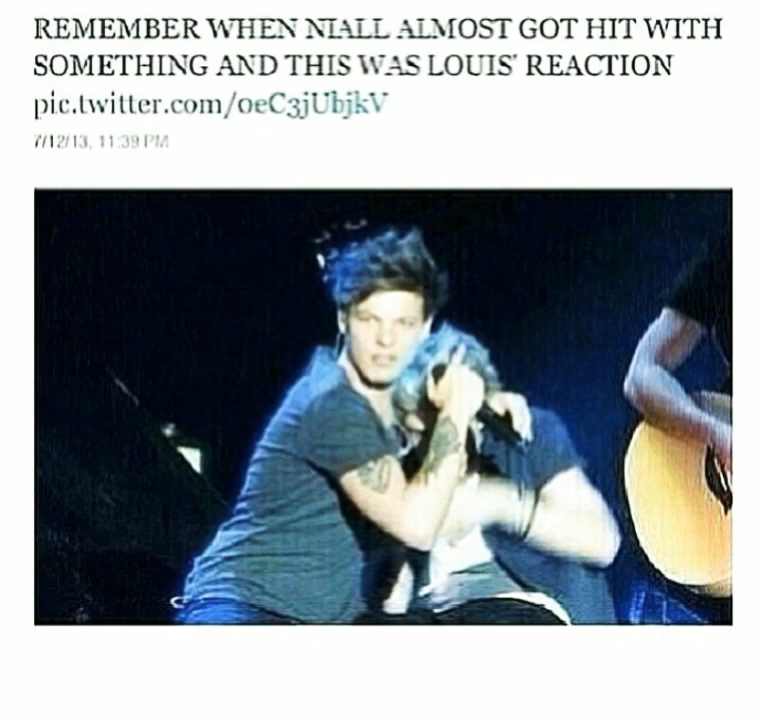 REMEMBER WHEN NIALL ALMOST GOT HIT WITH
SOMETHING AND THIS WAS LOUIS' REACTION
pic.twitter.com/oeC3jUbjkV
7/12/13, 11:39 PM